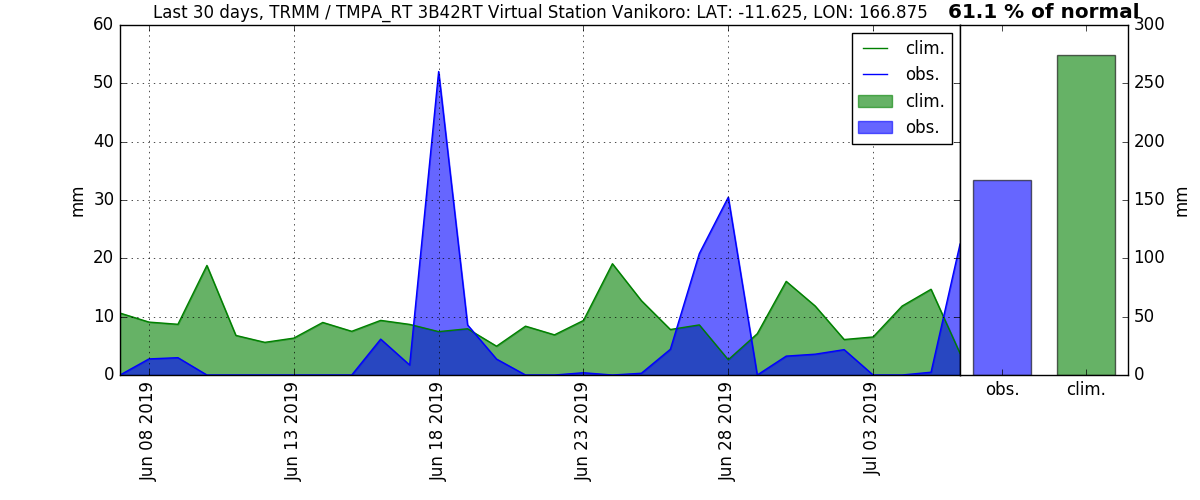 Last 30 days, TRMM / TMPA_RT 3B42RT Virtual Station Vanikoro: LAT: -11.625, LON: 166.875
61.1 % of normal
60
50
40
30
20
10
0
mm
clim.
obs.
clim.
obs.
300
250
200
150
100
50
0
mm
Jun 08 2019
Jun 13 2019
Jun 18 2019
Jun 23 2019
Jun 28 2019
Jul 03 2019
obs.
clim.